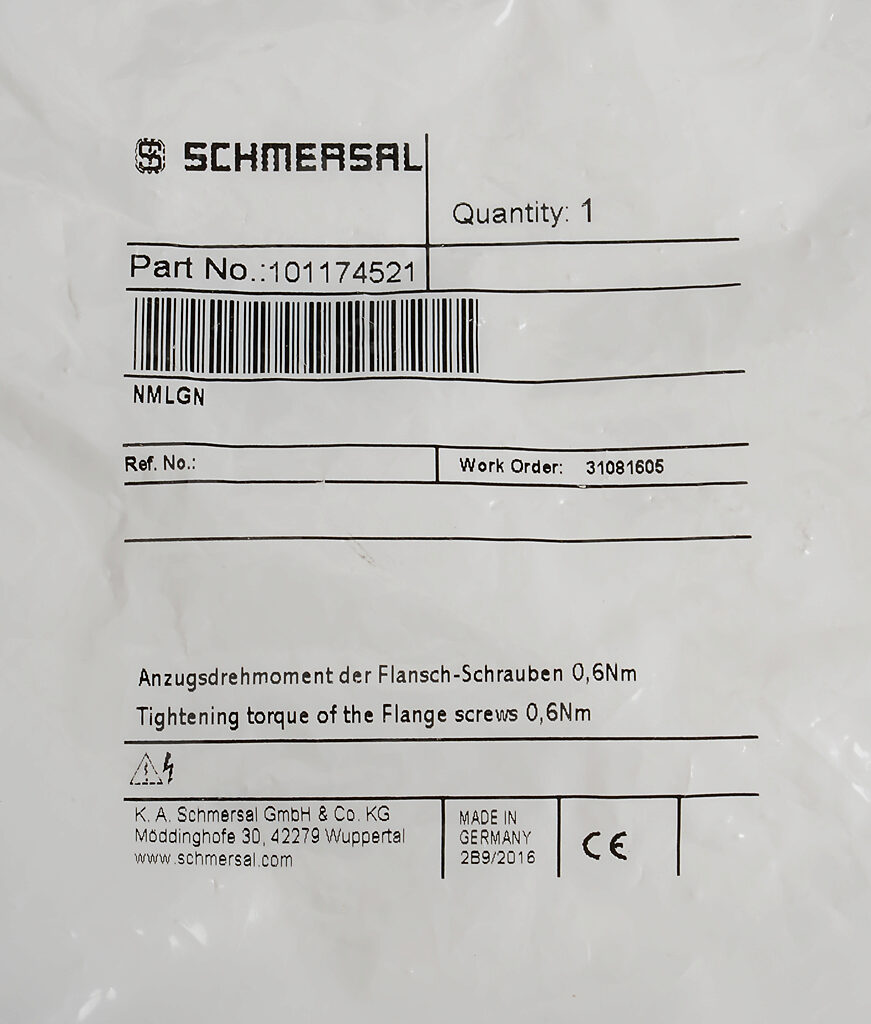 SCHMERSAL
Quantity: 1
Part No.:101174521
NMLGN
Ref. No.:
Work Order: 31081605
Anzugsdrehmoment der Flansch-Schrauben 0,6Nm
Tightening torque of the Flange screws 0,6Nm
K. A. Schmersal GmbH & Co. KG
Möddinghofe 30, 42279 Wuppertal
www.schmersal.com
MADE IN
GERMANY
2B9/2016
CE